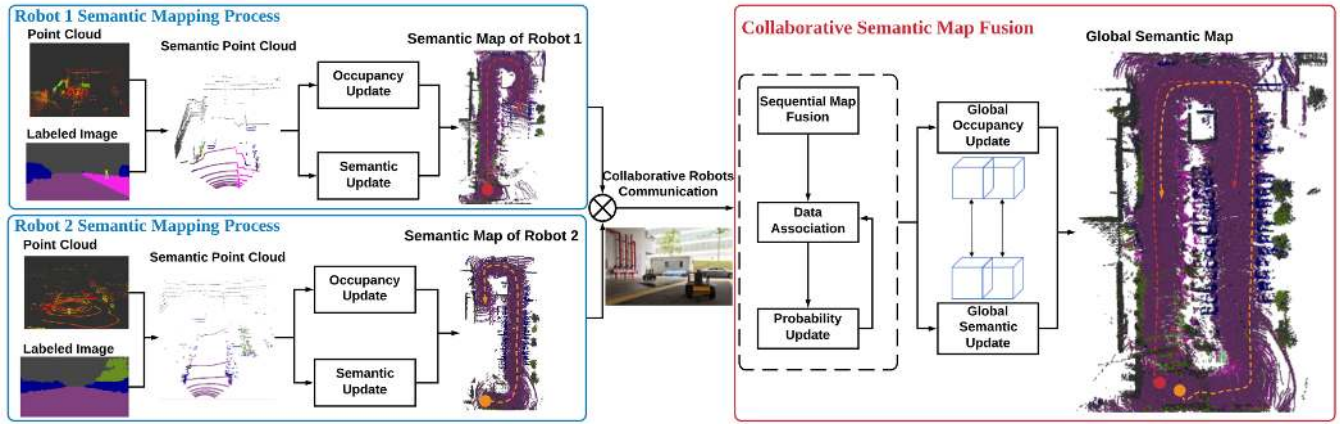 Robot 1 Semantic Mapping Process
Point Cloud
Semantic Point Cloud
Labeled Image
Occupancy
Update
Semantic
Update
Semantic Map of Robot 1
Robot 2 Semantic Mapping Process
Point Cloud
Semantic Point Cloud
Labeled Image
Occupancy
Update
Semantic
Update
Semantic Map of Robot 2
Collaborative Robots
Communication
Collaborative Semantic Map Fusion
Sequential Map
Fusion
Data
Association
Probability
Update
Global
Occupancy
Update
Global
Semantic
Update
Global Semantic Map